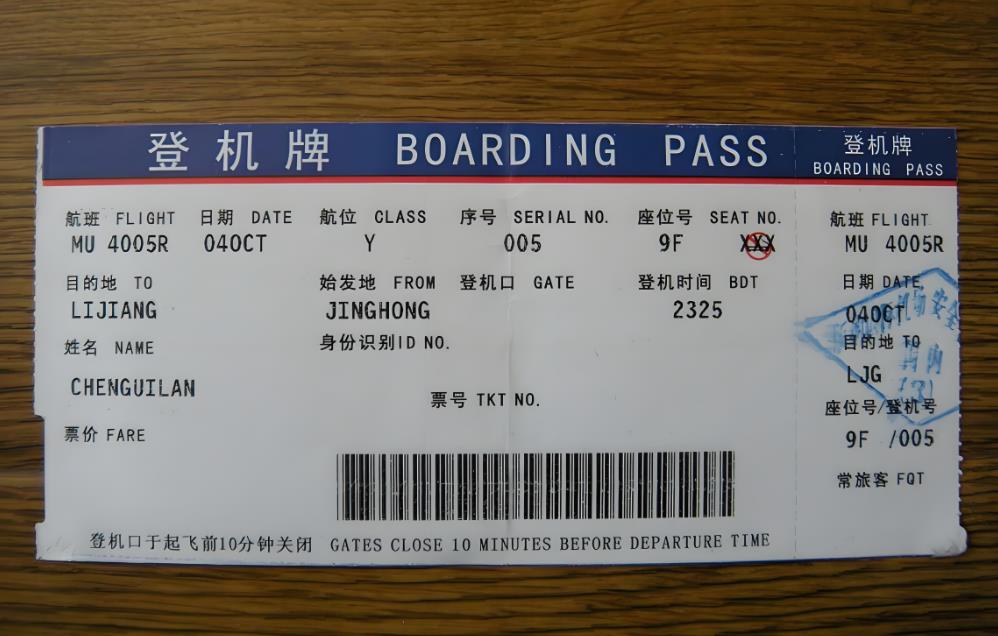 登机牌 BOARDING PASS
航班 FLIGHT 日期 DATE 航位 CLASS 序号 SERIAL NO. 座位号 SEAT NO.
MU 4005R 04OCT Y 005 9F XXX
目的地 TO 始发地 FROM 登机口 GATE 登机时间 BDT
LIJIANG JINGHONG 2325
姓名 NAME 身份识别ID NO.
CHENGUILAN
票号 TKT NO.
票价 FARE
登机口于起飞前10分钟关闭 GATES CLOSE 10 MINUTES BEFORE DEPARTURE TIME
登机牌
BOARDING PASS
航班 FLIGHT
MU 4005R
日期 DATE
04OCT
目的地 TO
LJG
座位号/登机号
9F /005
常旅客 FQT
安全